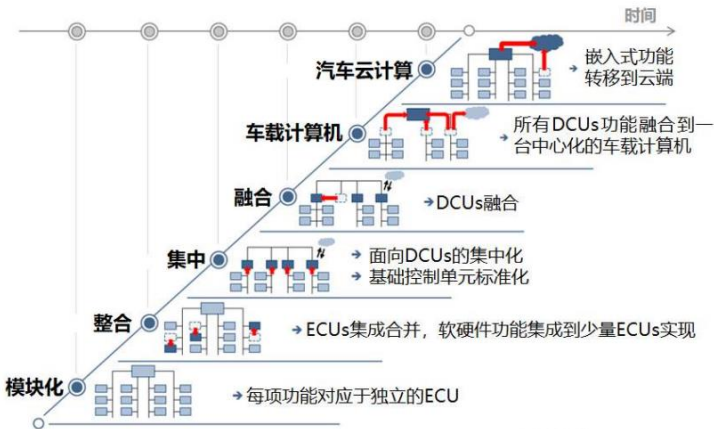 时间
汽车云计算
嵌入式功能
转移到云端
车载计算机
所有DCUs功能融合到一
台中心化的车载计算机
融合
DCUs融合
集中
面向DCUs的集中化
基础控制单元标准化
整合
ECUs集成合并，软硬件功能集成到少量ECUs实现
模块化
每项功能对应于独立的ECU